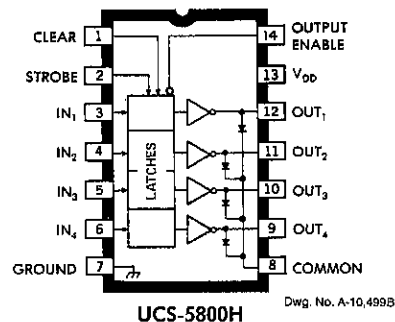 CLEAR 1 14 OUTPUT ENABLE
STROBE 2 13 VDD
IN1 3 12 OUT1
IN2 4 11 OUT2
IN3 5 10 OUT3
IN4 6 9 OUT4
GROUND 7 8 COMMON
LATCHES
UCS-5800H
Dwg. No. A-10,499B